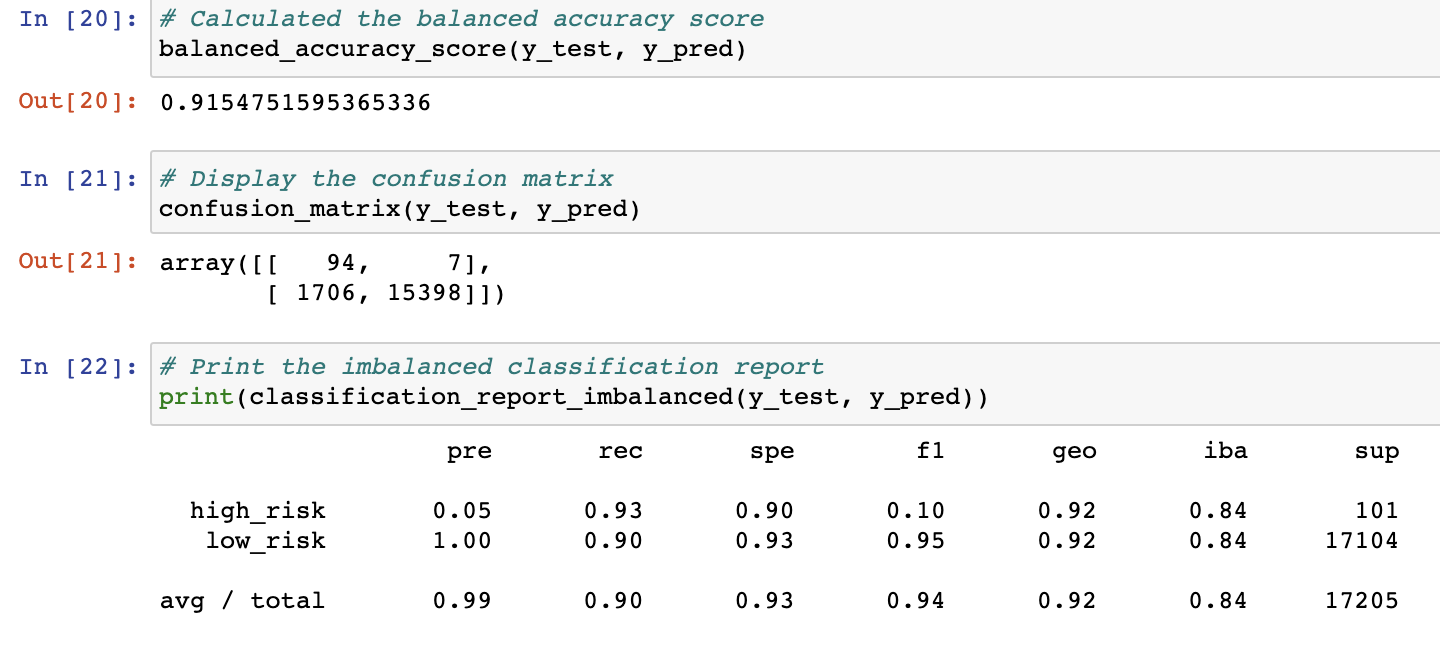 In [20]: # Calculated the balanced accuracy score
balanced_accuracy_score(y_test, y_pred)
Out[20]: 0.9154751595365336
In [21]: # Display the confusion matrix
confusion_matrix(y_test, y_pred)
Out[21]: array([[   94,     7],
       [ 1706, 15398]])
In [22]: # Print the imbalanced classification report
print(classification_report_imbalanced(y_test, y_pred))
pre rec spe f1 geo iba sup
high_risk 0.05 0.93 0.90 0.10 0.92 0.84 101
low_risk 1.00 0.90 0.93 0.95 0.92 0.84 17104
avg / total 0.99 0.90 0.93 0.94 0.92 0.84 17205